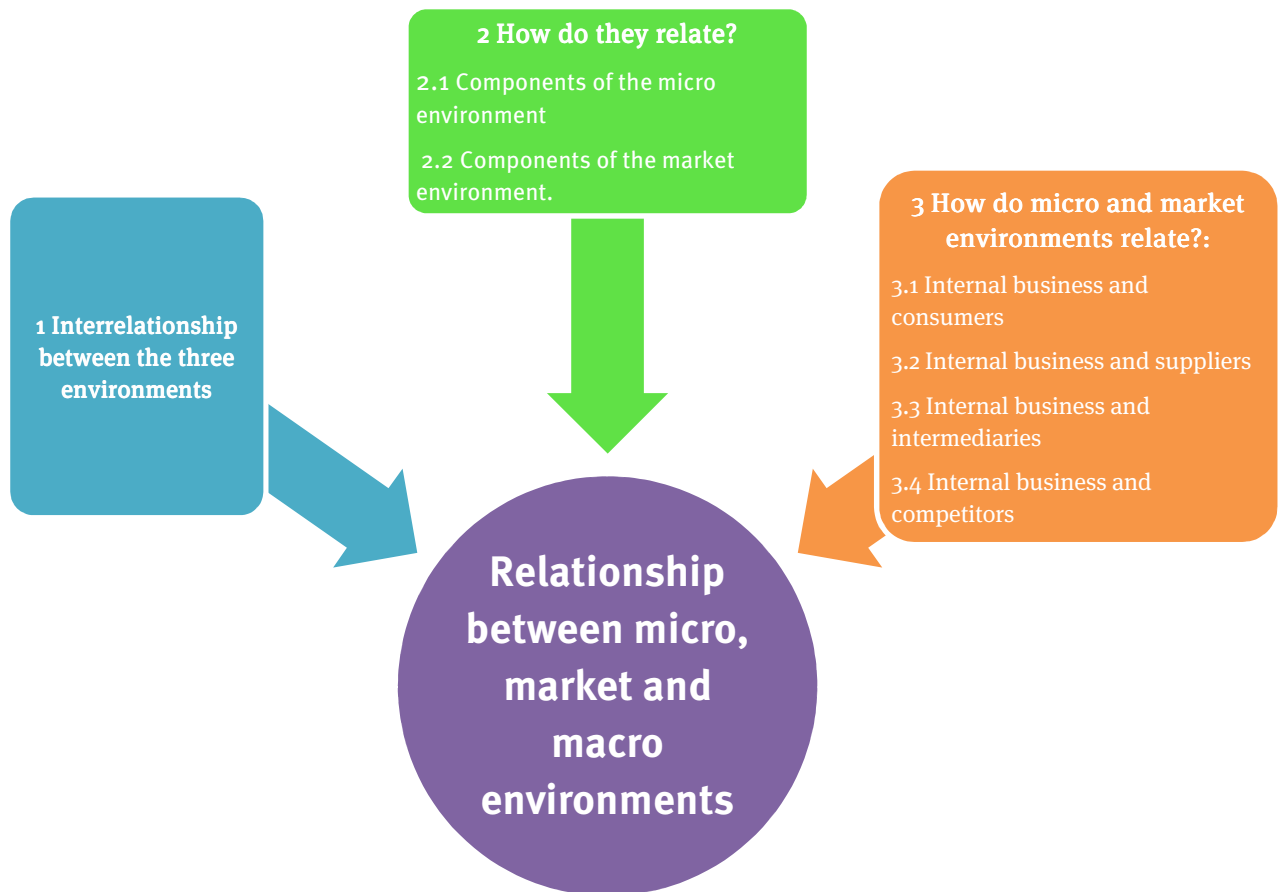 2 How do they relate?
2.1 Components of the micro
environment
2.2 Components of the market
environment.
1 Interrelationship
between the three
environments
3 How do micro and market
environments relate?:
3.1 Internal business and
consumers
3.2 Internal business and suppliers
3.3 Internal business and
intermediaries
3.4 Internal business and
competitors
Relationship
between micro,
market and
macro
environments